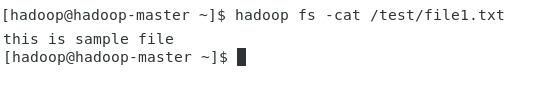 [hadoop@hadoop-master ~]$ hadoop fs -cat /test/file1.txt
this is sample file
[hadoop@hadoop-master ~]$